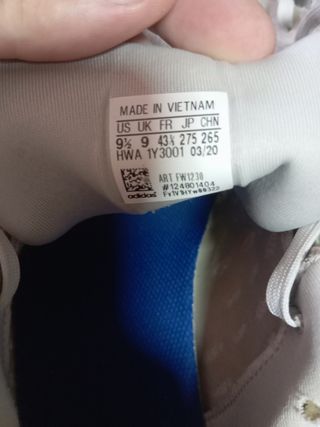 MADE IN VIETNAM
US UK FR JP CHN
9½ 9 43⅓ 275 265
HWA 1Y3001 03/20
ART FW1230
#124801404
adidas